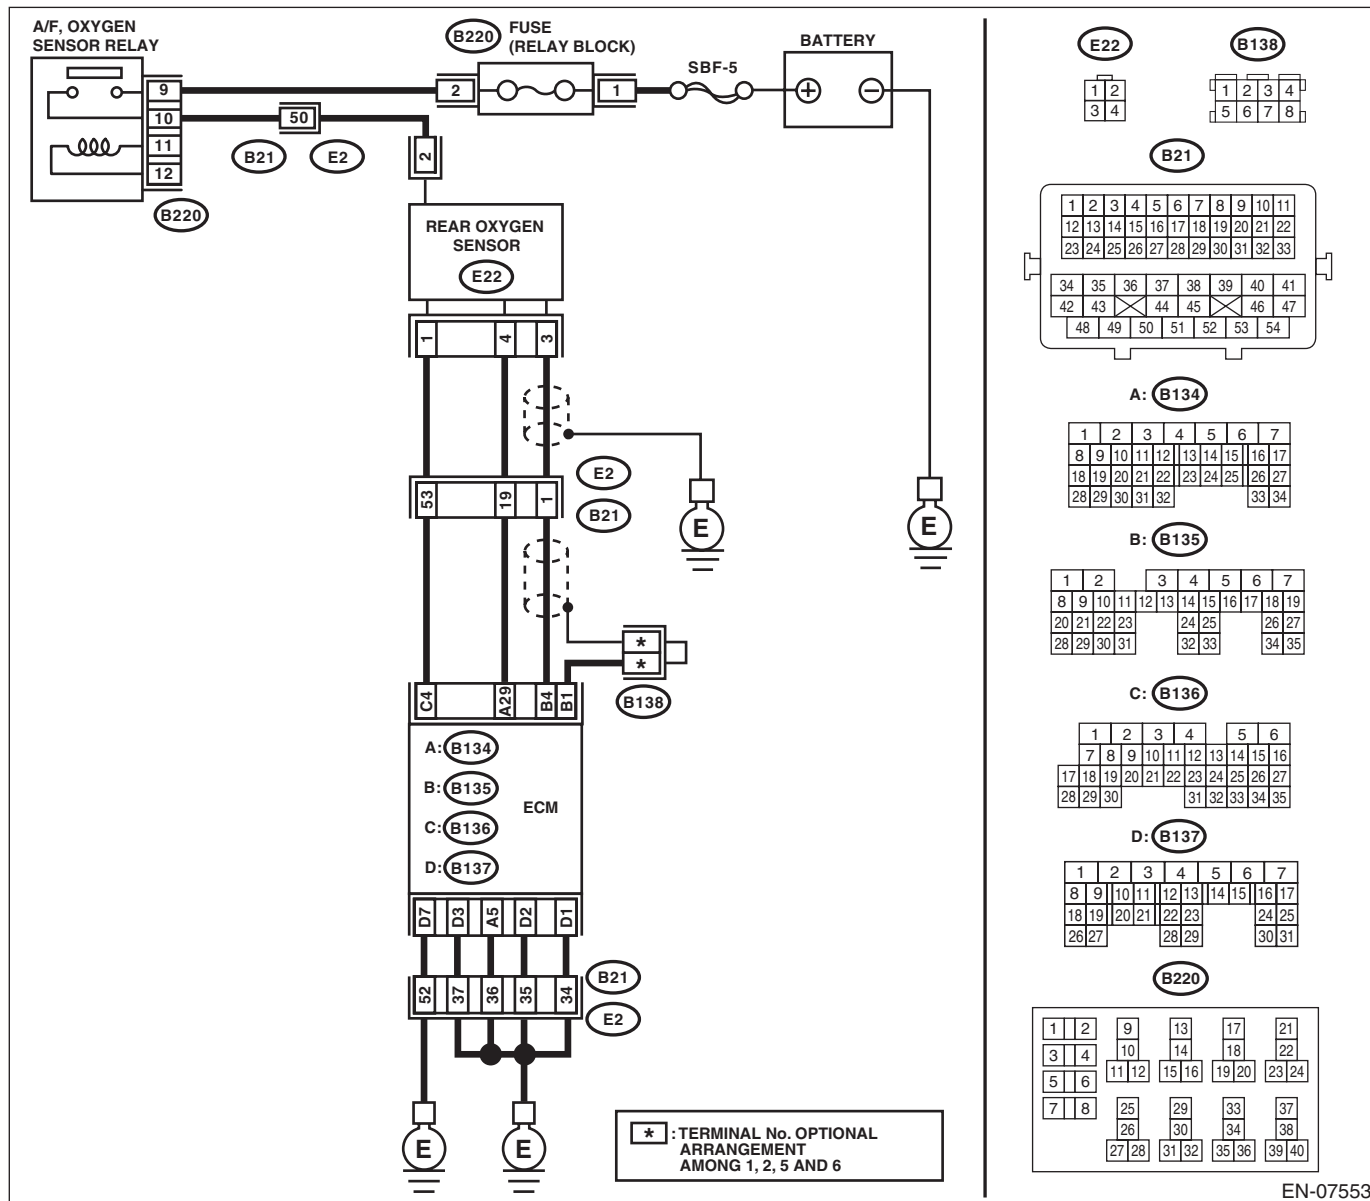 A/F, OXYGEN
SENSOR RELAY
9
10
11
12
B220
50
B21
E2
B220
FUSE
(RELAY BLOCK)
2
1
SBF-5
BATTERY
+
−
2
REAR OXYGEN
SENSOR
E22
1
4
3
E
E
E2
B21
53
19
1
*
*
B138
C4
A29
B4
B1
A: B134
B: B135
C: B136
D: B137
ECM
D7
D3
A5
D2
D1
B21
E2
52
37
36
35
34
E
E
* : TERMINAL No. OPTIONAL
ARRANGEMENT
AMONG 1, 2, 5 AND 6
E22
1 2
3 4
B138
1 2 3 4
5 6 7 8
B21
1 2 3 4 5 6 7 8 9 10 11
12 13 14 15 16 17 18 19 20 21 22
23 24 25 26 27 28 29 30 31 32 33
34 35 36 37 38 39 40 41
42 43 44 45 46 47
48 49 50 51 52 53 54
A: B134
1 2 3 4 5 6 7
8 9 10 11 12 13 14 15 16 17
18 19 20 21 22 23 24 25 26 27
28 29 30 31 32 33 34
B: B135
1 2 3 4 5 6 7
8 9 10 11 12 13 14 15 16 17 18 19
20 21 22 23 24 25 26 27
28 29 30 31 32 33 34 35
C: B136
1 2 3 4 5 6
7 8 9 10 11 12 13 14 15 16
17 18 19 20 21 22 23 24 25 26 27
28 29 30 31 32 33 34 35
D: B137
1 2 3 4 5 6 7
8 9 10 11 12 13 14 15 16 17
18 19 20 21 22 23 24 25
26 27 28 29 30 31
B220
1 2 9 13 17 21
3 4 10 14 18 22
5 6 11 12 15 16 19 20 23 24
7 8 25 29 33 37
26 30 34 38
27 28 31 32 35 36 39 40
EN-07553